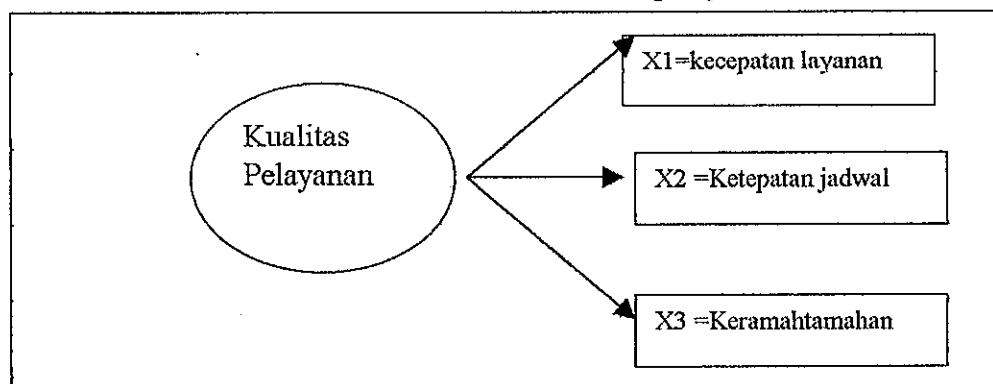 Kualitas
Pelayanan
X1=kecepatan layanan
X2 =Ketepatan jadwal
X3 =Keramahtamahan